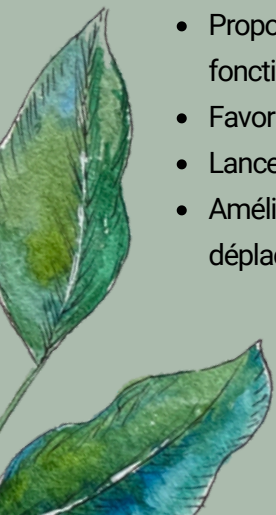 • Propo
foncti
• Favor
• Lance
• Améli
déplac